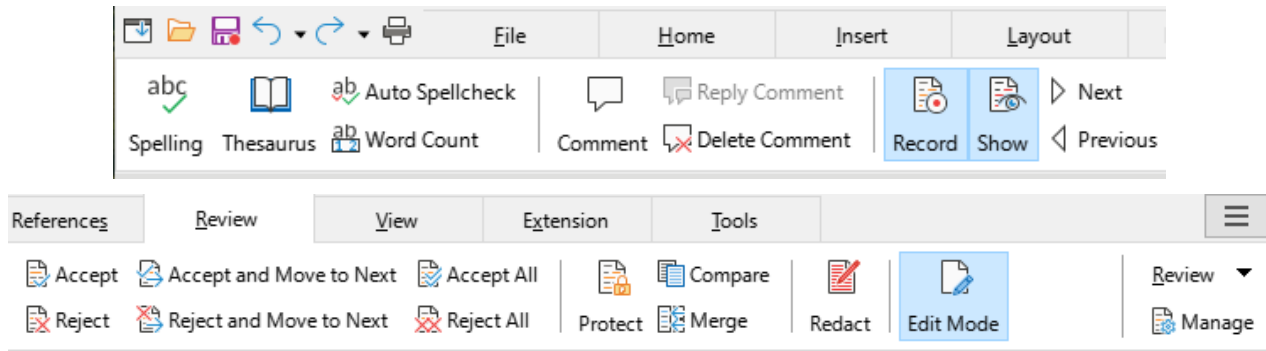 File Home Insert Layout
abc
ab Auto Spellcheck Reply Comment Next
Spelling Thesaurus ab 12 Word Count Comment Delete Comment Record Show Previous
References Review View Extension Tools
Accept Accept and Move to Next Accept All Compare Review
Reject Reject and Move to Next Reject All Protect Merge Redact Edit Mode Manage